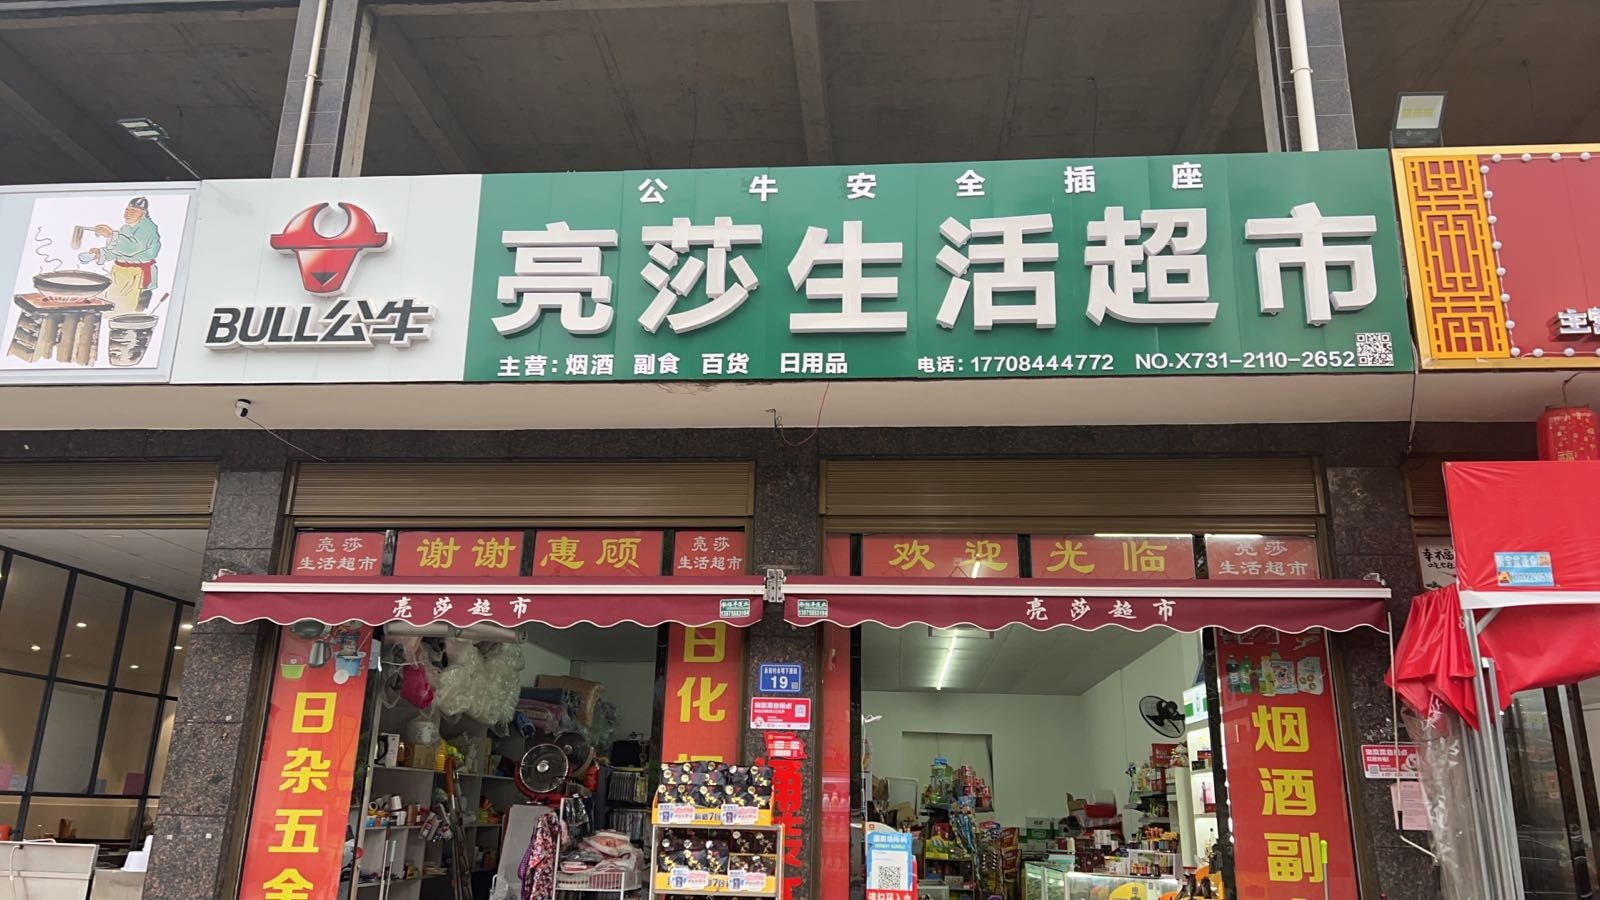 公牛安全插座
BULL公牛
亮莎生活超市
主营：烟酒 副食 百货 日用品
电话：17708444772 NO.X731-2110-2652
亮莎
生活超市
谢谢惠顾
亮莎
生活超市
欢迎光临
亮莎
生活超市
亮莎超市
亮莎超市
日杂五金
日化
19
烟酒副